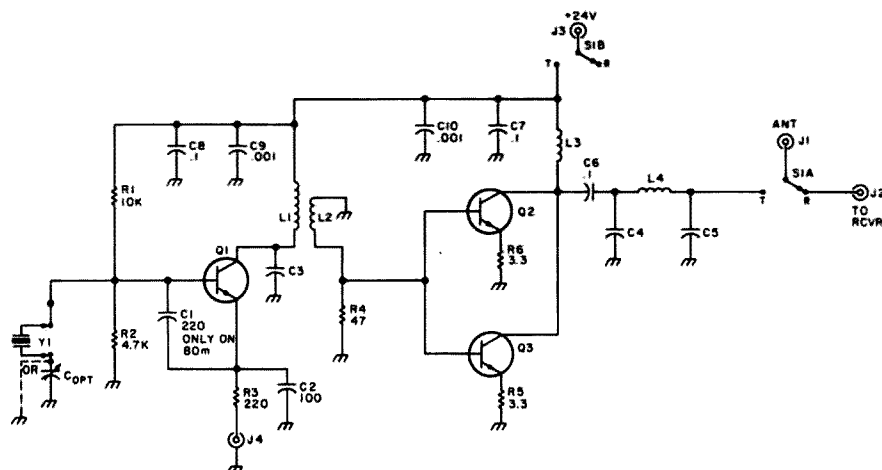 +24V
J3
S1B
T
R
C8
.1
C9
.001
C10
.001
C7
.1
L3
ANT
J1
R1
10K
L1
L2
C6
.1
L4
S1A
T
R
J2
TO
RCVR
Q1
Q2
C3
R6
3.3
C4
C5
C1
220
ONLY ON
80m
R4
47
Y1
R2
4.7K
Q3
OR
COPT
R3
220
C2
100
R5
3.3
J4